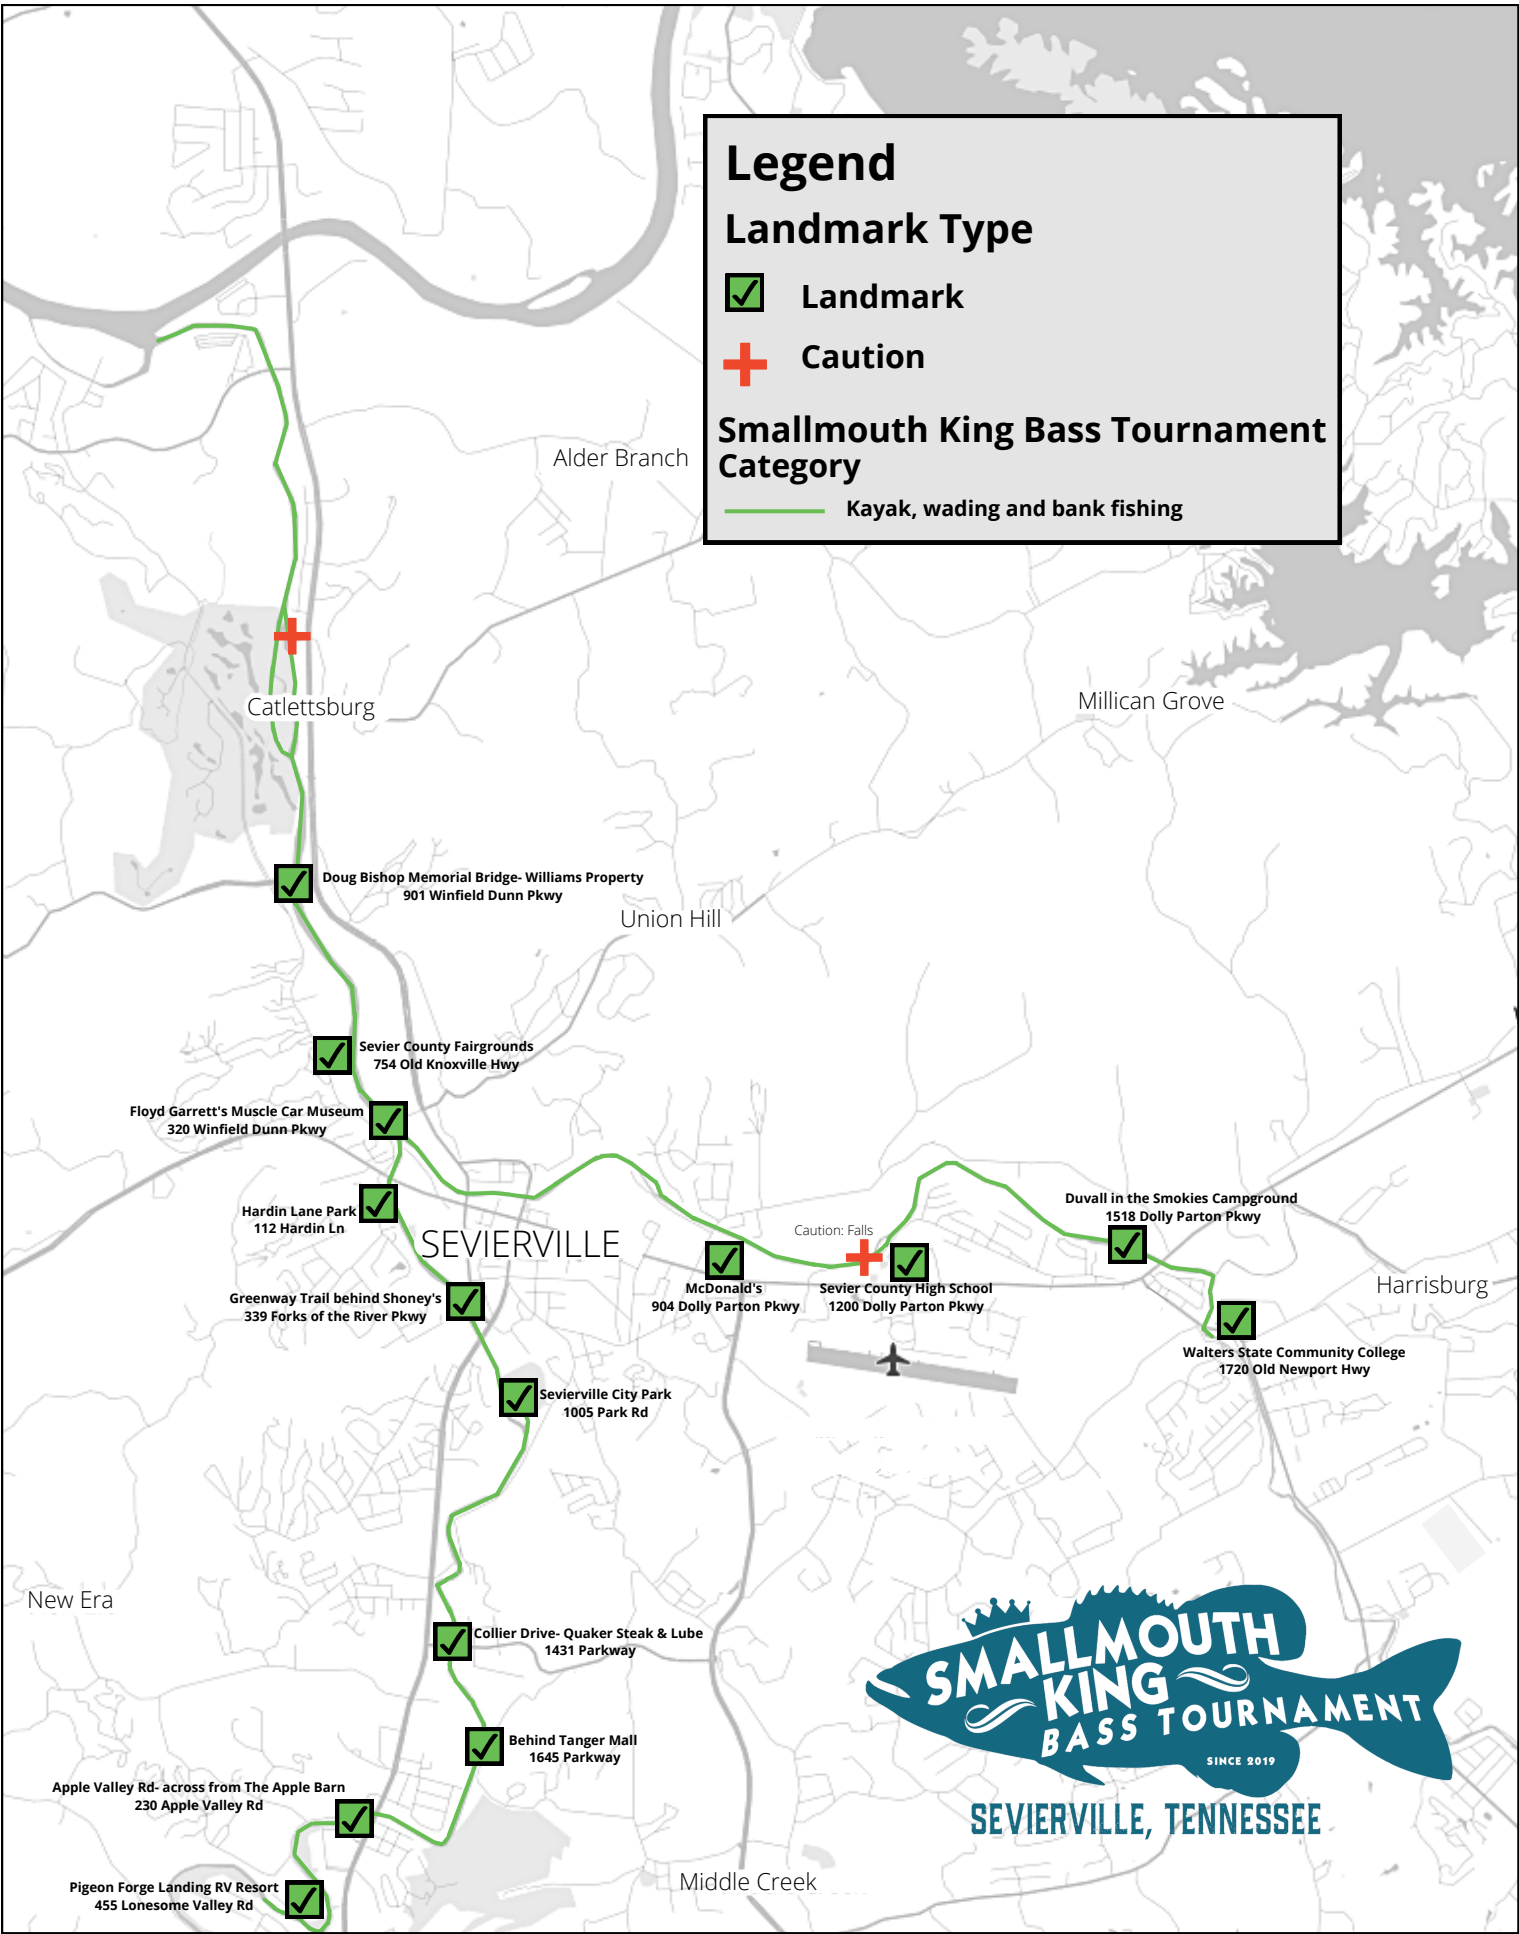 Legend
Landmark Type
Landmark
Caution
Smallmouth King Bass Tournament
Category
Kayak, wading and bank fishing
Alder Branch
Catlettsburg
Millican Grove
Doug Bishop Memorial Bridge- Williams Property
901 Winfield Dunn Pkwy
Union Hill
Sevier County Fairgrounds
754 Old Knoxville Hwy
Floyd Garrett's Muscle Car Museum
320 Winfield Dunn Pkwy
Hardin Lane Park
112 Hardin Ln
SEVIERVILLE
Duvall in the Smokies Campground
1518 Dolly Parton Pkwy
Caution: Falls
McDonald's
904 Dolly Parton Pkwy
Sevier County High School
1200 Dolly Parton Pkwy
Harrisburg
Greenway Trail behind Shoney's
339 Forks of the River Pkwy
Walters State Community College
1720 Old Newport Hwy
Sevierville City Park
1005 Park Rd
New Era
Collier Drive- Quaker Steak & Lube
1431 Parkway
Behind Tanger Mall
1645 Parkway
Apple Valley Rd- across from The Apple Barn
230 Apple Valley Rd
Pigeon Forge Landing RV Resort
455 Lonesome Valley Rd
Middle Creek
SMALLMOUTH
KING
BASS TOURNAMENT
SINCE 2019
SEVIERVILLE, TENNESSEE